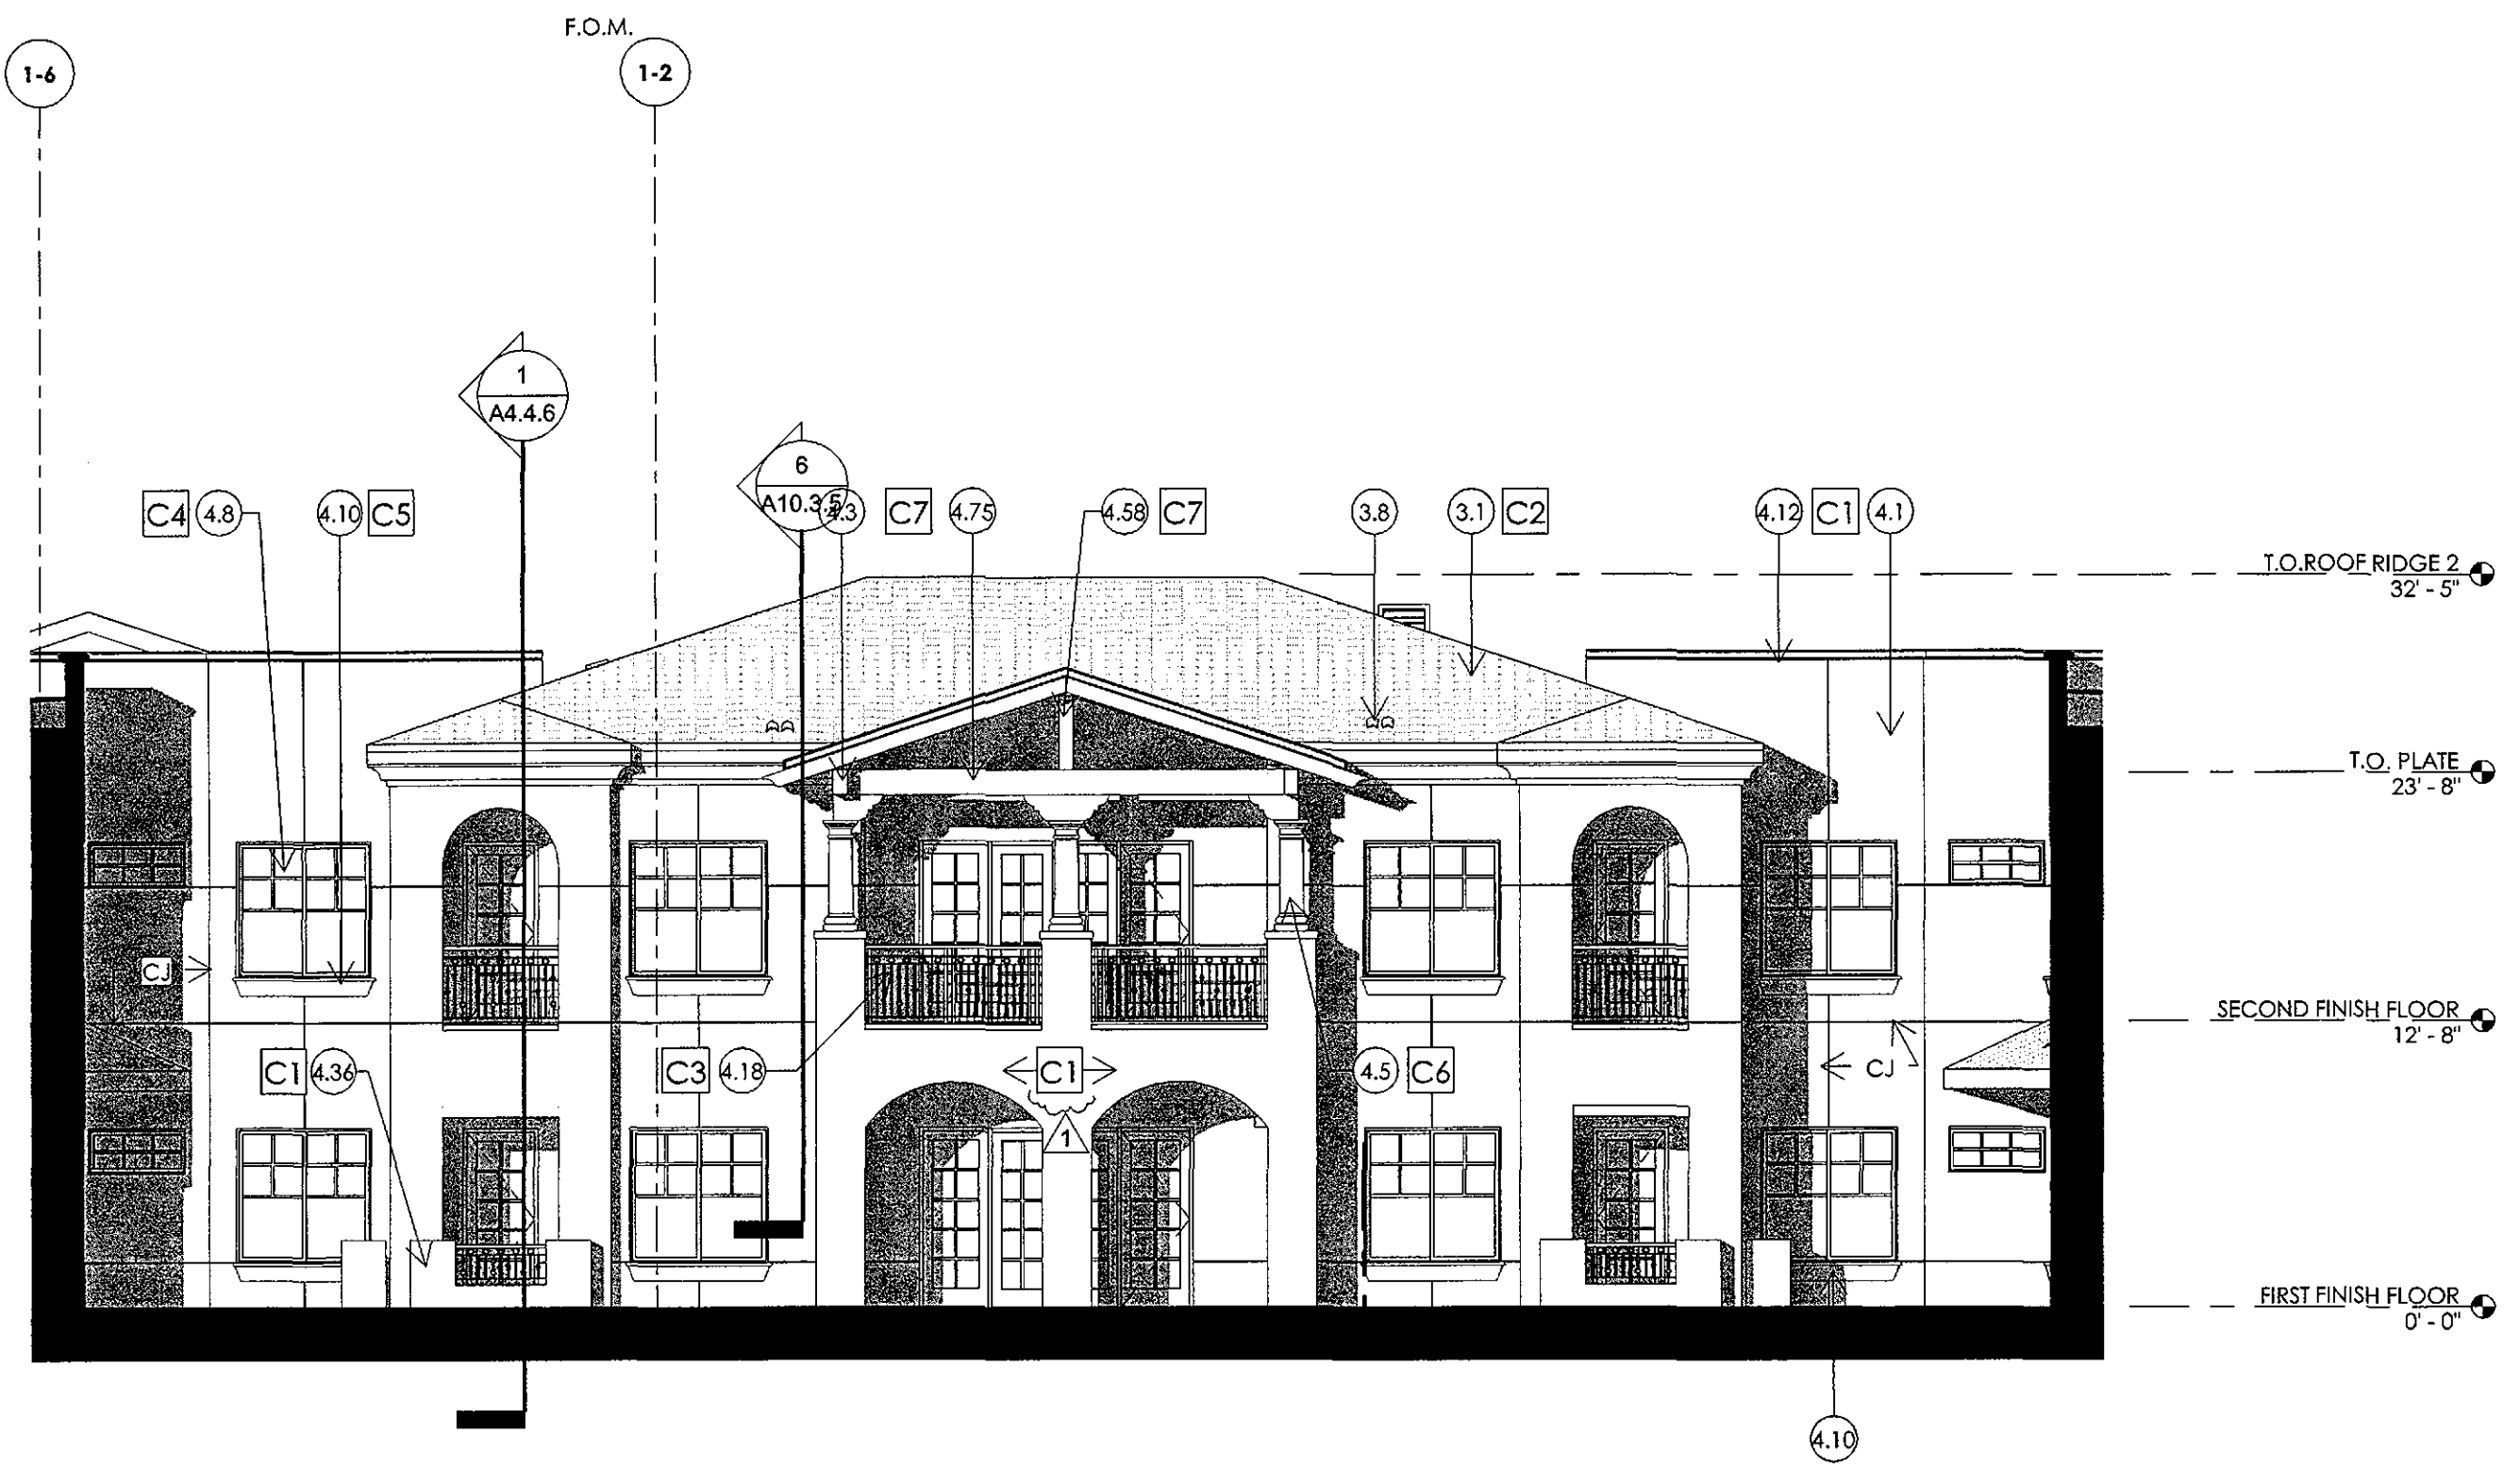 F.O.M.
1-6
1-2
1
A4.4.6
6
A10.3.5
C4 4.8
4.10 C5
4.3
C7 4.75
4.58 C7
3.8
3.1 C2
4.12 C1 4.1
T.O.ROOF RIDGE 2
32' - 5"
T.O. PLATE
23' - 8"
CJ
SECOND FINISH FLOOR
12' - 8"
C1 4.36
C3 4.18
C1
4.5 C6
CJ
1
FIRST FINISH FLOOR
0' - 0"
4.10